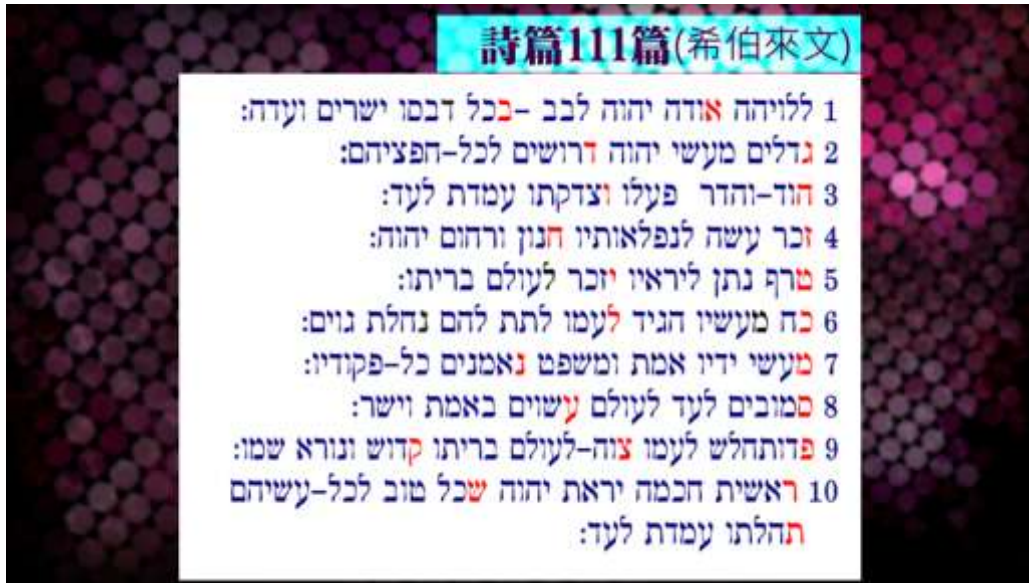 詩篇111篇(希伯來文)
1 ללויהה אודה יהוה לבב –בכל דבסו ישרים ועדה:
2 גדלים מעשי יהוה דרושים לכל–חפציהם:
3 הוד–והדר פעלו וצדקתו עמדת לעד:
4 זכר עשה לנפלאותיו חנון ורחום יהוה:
5 טרף נתן ליראיו יזכר לעולם בריתו:
6 כח מעשיו הגיד לעמו לתת להם נחלת גוים:
7 מעשי ידיו אמת ומשפט נאמנים כל–פקודיו:
8 סמובים לעד לעולם עשוים באמת וישר:
9 פדותהלש לעמו צוה–לעולם בריתו קדוש ונורא שמו:
10 ראשית חכמה יראת יהוה שכל טוב לכל–עשיהם
תהלתו עמדת לעד: